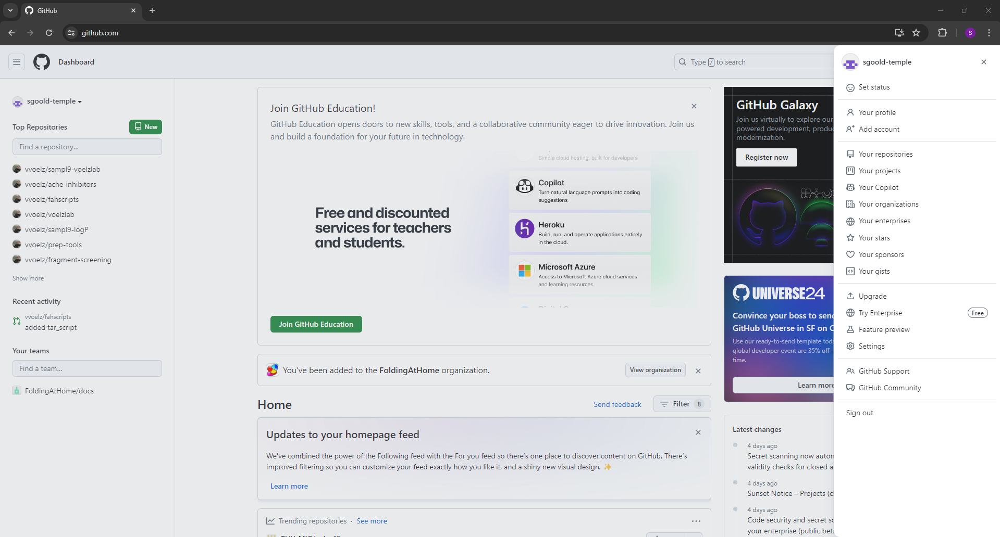 GitHub
github.com
S
Dashboard
Type / to search
sgoold-temple
Top Repositories
New
Find a repository...
vvoelz/sampl9-voelzlab
vvoelz/ache-inhibitors
vvoelz/fahscripts
vvoelz/voelzlab
vvoelz/sampl9-logP
vvoelz/prep-tools
vvoelz/fragment-screening
Show more
Recent activity
vvoelz/fahscripts
added tar_script
Your teams
Find a team...
FoldingAtHome/docs
Join GitHub Education!
GitHub Education opens doors to new skills, tools, and a collaborative community eager to drive innovation. Join us
and build a foundation for your future in technology.
Free and discounted
services for teachers
and students.
Simple cloud hosting, built for developers
Copilot
Turn natural language prompts into coding
suggestions
Heroku
Build, run, and operate applications entirely
in the cloud.
Microsoft Azure
Access to Microsoft Azure cloud services
and learning resources
Join GitHub Education
You've been added to the FoldingAtHome organization.
View organization
Home
Send feedback
Filter 8
Updates to your homepage feed
We've combined the power of the Following feed with the For you feed so there's one place to discover content on GitHub. There's
improved filtering so you can customize your feed exactly how you like it, and a shiny new visual design. ✨
Learn more
Trending repositories · See more
GitHub Galaxy
Join us virtually to explore our
powered development, produ
modernization.
Register now
UNIVERSE24
Convince your boss to send
GitHub Universe in SF on
Use our ready-to-send template toda
global developer event are 35% off –
time.
Learn more
Latest changes
4 days ago
Secret scanning now auton
validity checks for closed a
4 days ago
Sunset Notice – Projects (c
4 days ago
Code security and secret sc
your enterprise (public beta
sgoold-temple
Set status
Your profile
Add account
Your repositories
Your projects
Your Copilot
Your organizations
Your enterprises
Your stars
Your sponsors
Your gists
Upgrade
Try Enterprise
Free
Feature preview
Settings
GitHub Support
GitHub Community
Sign out